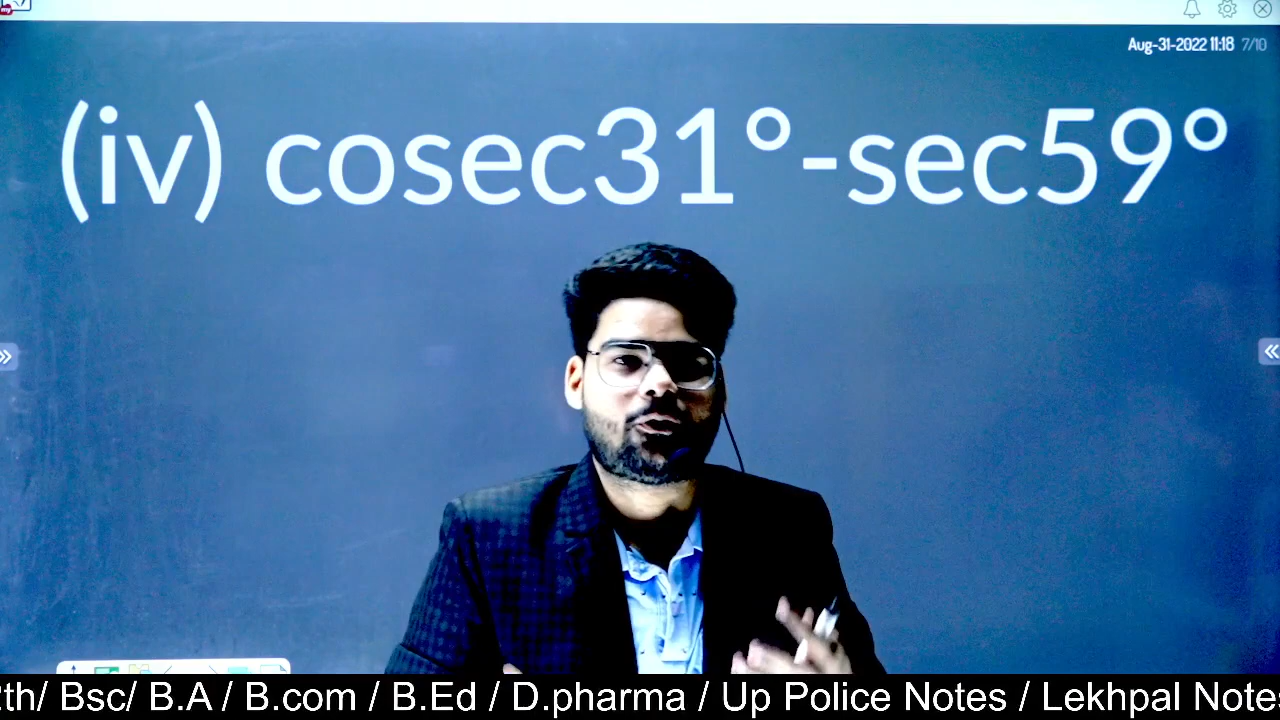 Aug-31-2022 11:18 7/10
(iv) cosec31°-sec59°
th/ Bsc/ B.A / B.com / B.Ed / D.pharma / Up Police Notes / Lekhpal Note